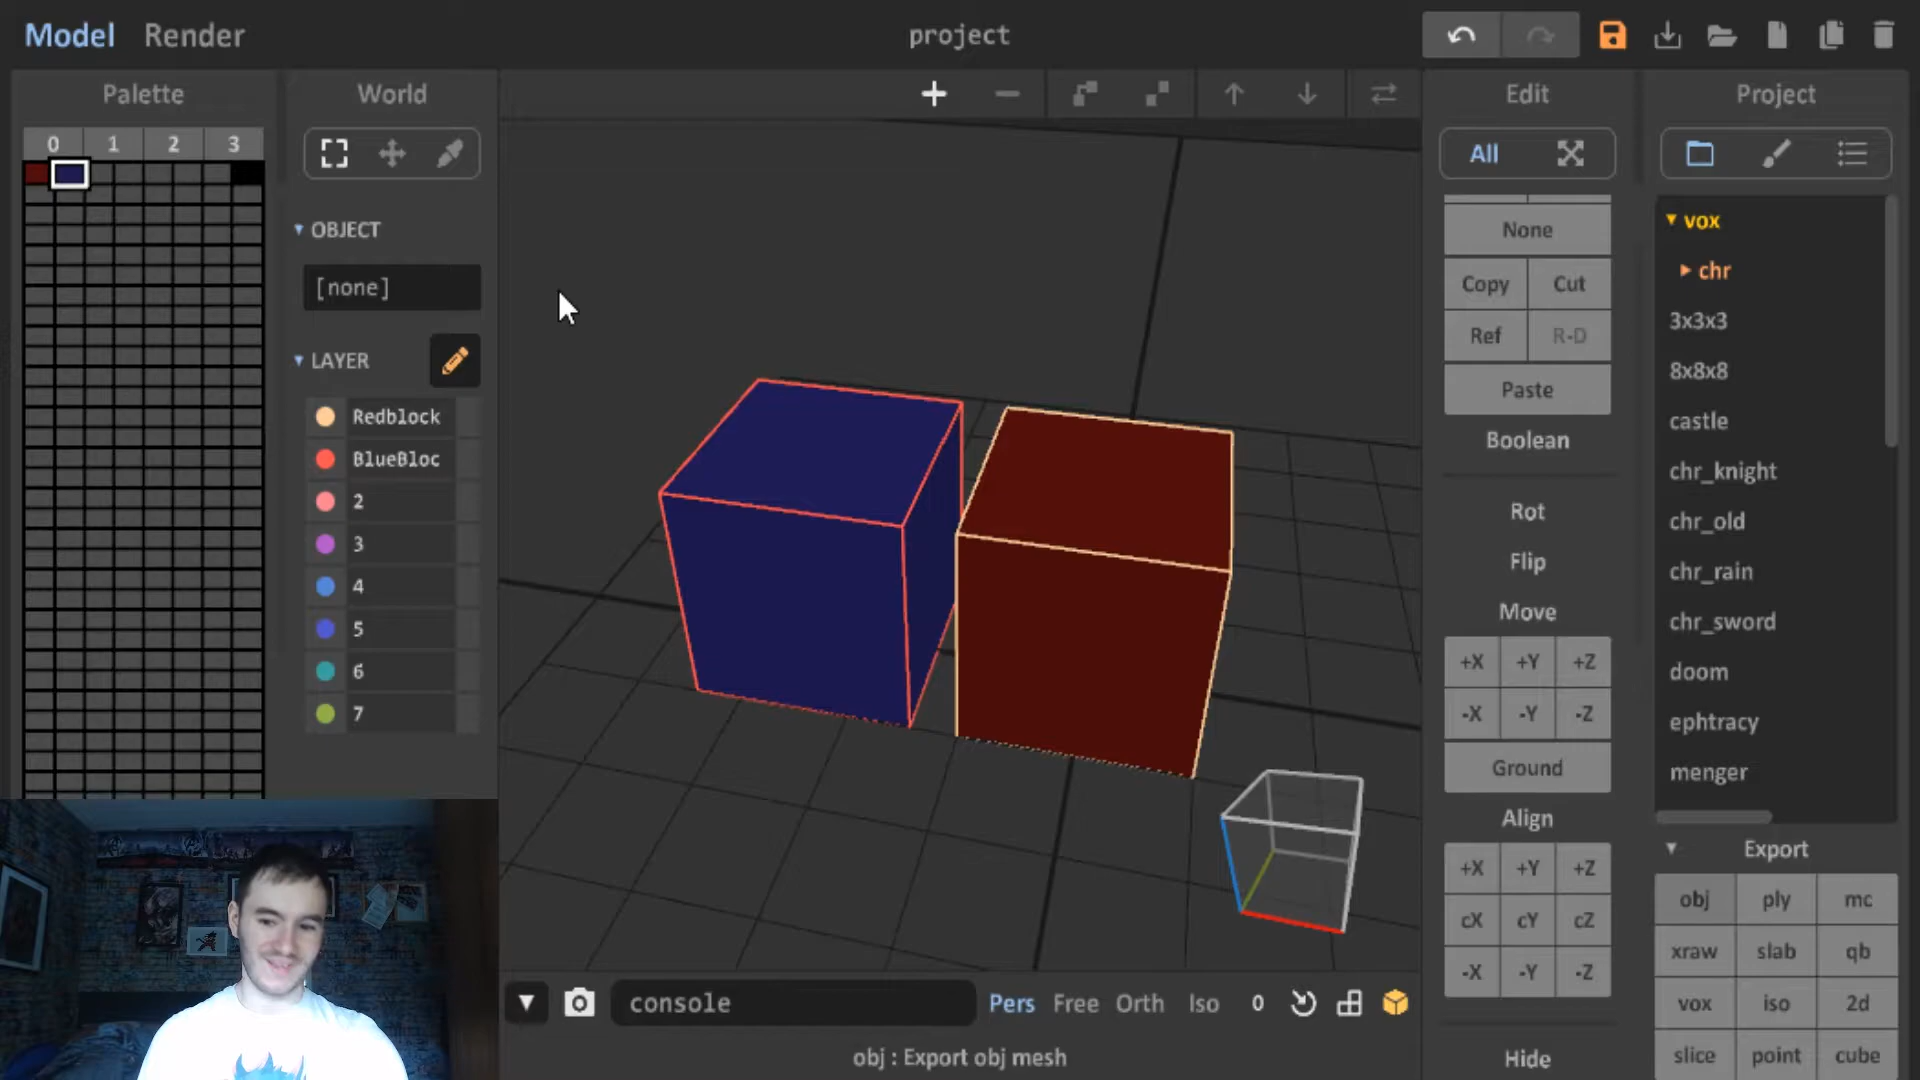 Model Render
project
Palette
World
Edit
Project
0 1 2 3
All
OBJECT
[none]
LAYER
Redblock
BlueBloc
2
3
4
5
6
7
None
Copy Cut
Ref R-D
Paste
Boolean
Rot
Flip
Move
+X +Y +Z
-X -Y -Z
Ground
Align
+X +Y +Z
cX cY cZ
-X -Y -Z
Hide
vox
chr
3x3x3
8x8x8
castle
chr_knight
chr_old
chr_rain
chr_sword
doom
ephtracy
menger
Export
obj ply mc
xraw slab qb
vox iso 2d
slice point cube
console
Pers Free Orth Iso 0
obj : Export obj mesh